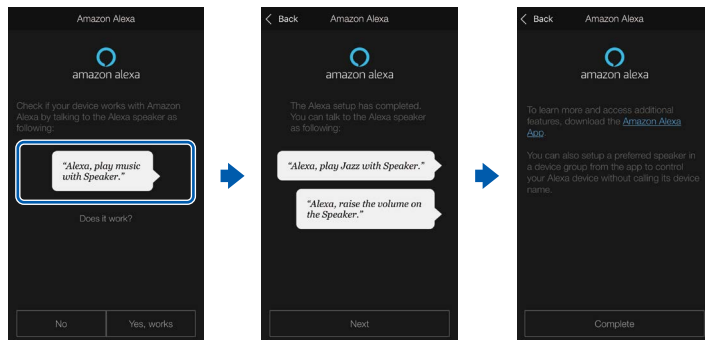 Amazon Alexa
amazon alexa
Check if your device works with Amazon
Alexa by talking to the Alexa speaker as
following:
“Alexa, play music
with Speaker.”
Does it work?
No
Yes, works
Back
Amazon Alexa
amazon alexa
The Alexa setup has completed.
You can talk to the Alexa speaker
as following:
“Alexa, play Jazz with Speaker.”
“Alexa, raise the volume on
the Speaker.”
Next
Back
Amazon Alexa
amazon alexa
To learn more and access additional
features, download the Amazon Alexa
App.
You can also setup a preferred speaker in
a device group from the app to control
your Alexa device without calling its device
name.
Complete